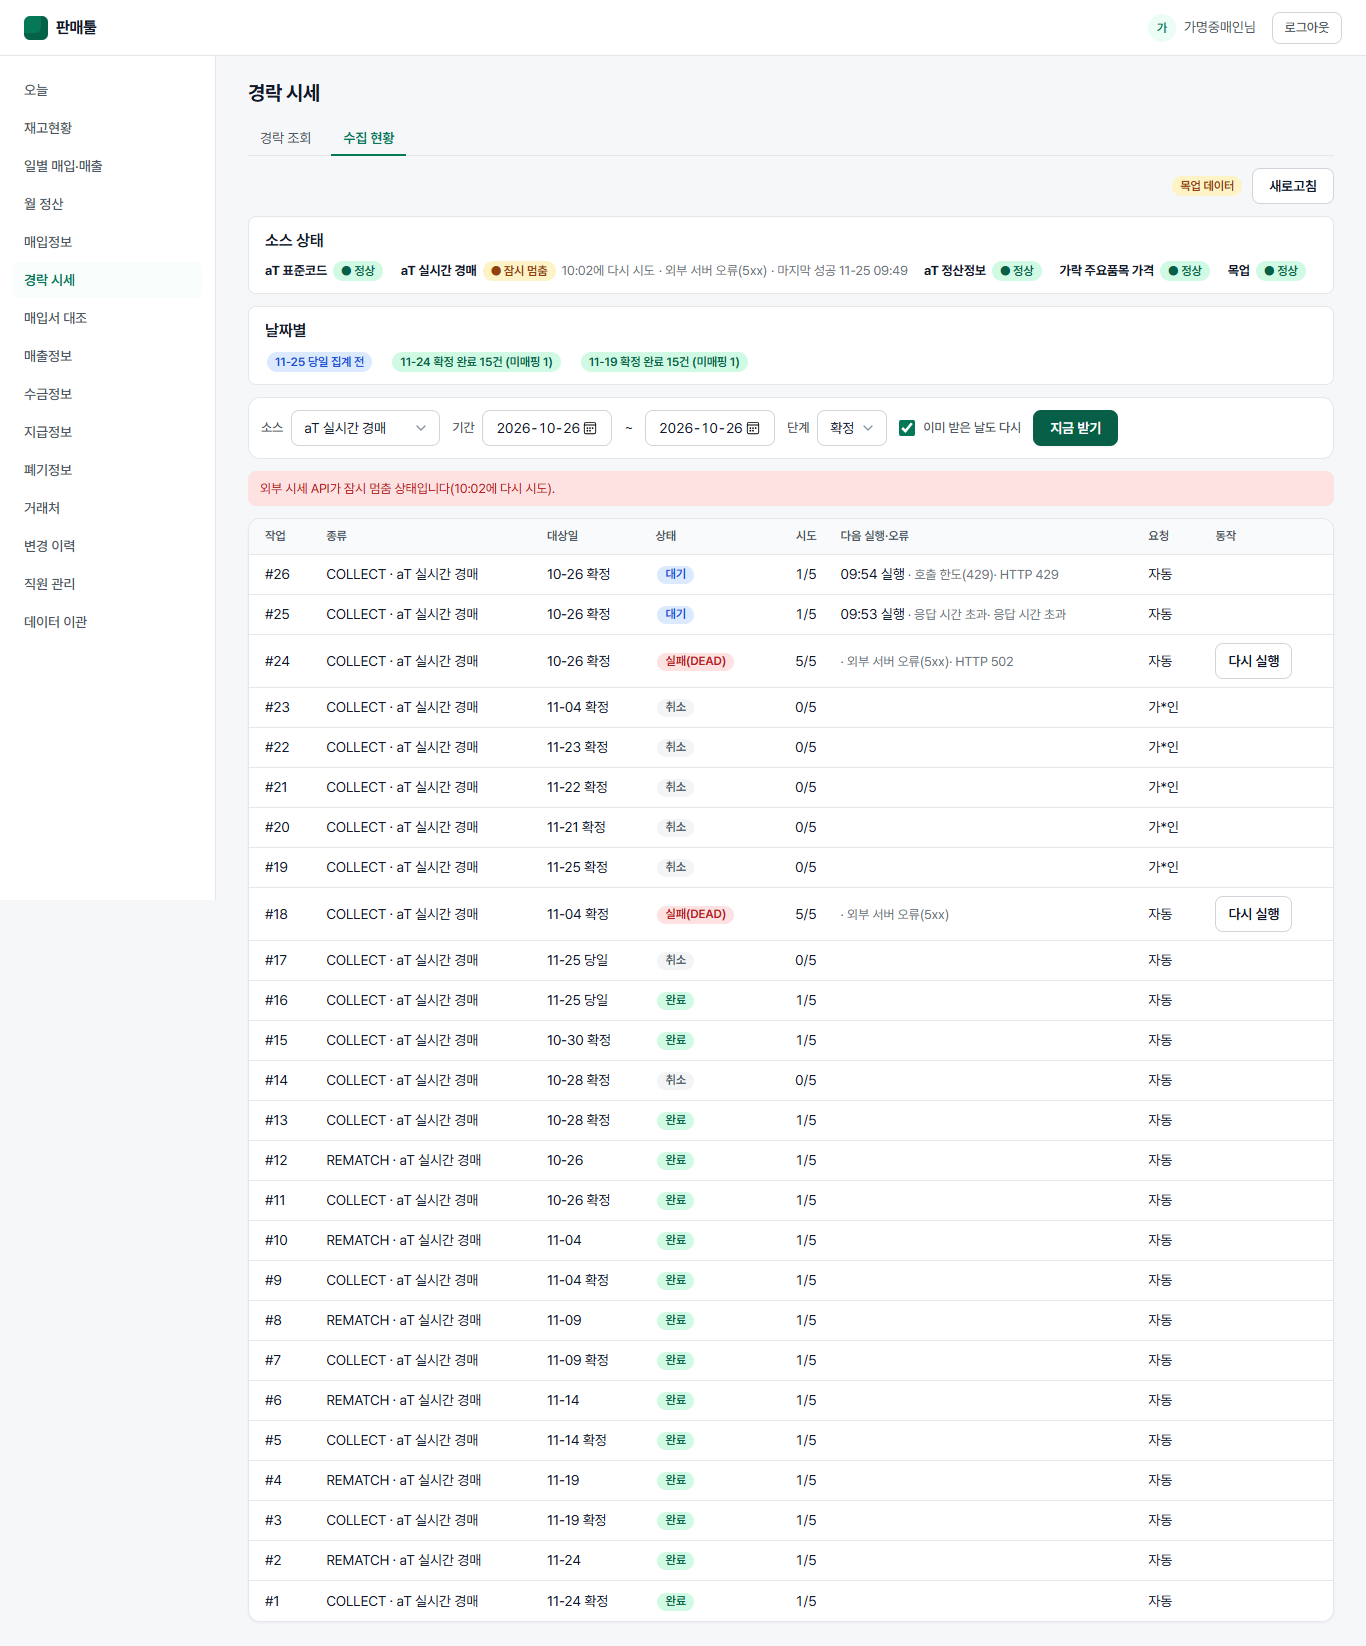 판매툴
가 가명중매인님 로그아웃
오늘
재고현황
일별 매입·매출
월 정산
매입정보
경락 시세
매입서 대조
매출정보
수금정보
지급정보
폐기정보
거래처
변경 이력
직원 관리
데이터 이관
경락 시세
경락 조회 수집 현황
목업 데이터 새로고침
소스 상태
aT 표준코드 ● 정상 aT 실시간 경매 ● 잠시 멈춤 10:02에 다시 시도 · 외부 서버 오류(5xx) · 마지막 성공 11-25 09:49 aT 정산정보 ● 정상 가락 주요품목 가격 ● 정상 목업 ● 정상
날짜별
11-25 당일 집계 전 11-24 확정 완료 15건 (미매핑 1) 11-19 확정 완료 15건 (미매핑 1)
소스 aT 실시간 경매 기간 2026-10-26 ~ 2026-10-26 단계 확정 이미 받은 날도 다시 지금 받기
외부 시세 API가 잠시 멈춤 상태입니다(10:02에 다시 시도).
작업 종류 대상일 상태 시도 다음 실행·오류 요청 동작
#26 COLLECT · aT 실시간 경매 10-26 확정 대기 1/5 09:54 실행 · 호출 한도(429)· HTTP 429 자동
#25 COLLECT · aT 실시간 경매 10-26 확정 대기 1/5 09:53 실행 · 응답 시간 초과· 응답 시간 초과 자동
#24 COLLECT · aT 실시간 경매 10-26 확정 실패(DEAD) 5/5 · 외부 서버 오류(5xx)· HTTP 502 자동 다시 실행
#23 COLLECT · aT 실시간 경매 11-04 확정 취소 0/5 가*인
#22 COLLECT · aT 실시간 경매 11-23 확정 취소 0/5 가*인
#21 COLLECT · aT 실시간 경매 11-22 확정 취소 0/5 가*인
#20 COLLECT · aT 실시간 경매 11-21 확정 취소 0/5 가*인
#19 COLLECT · aT 실시간 경매 11-25 확정 취소 0/5 가*인
#18 COLLECT · aT 실시간 경매 11-04 확정 실패(DEAD) 5/5 · 외부 서버 오류(5xx) 자동 다시 실행
#17 COLLECT · aT 실시간 경매 11-25 당일 취소 0/5 자동
#16 COLLECT · aT 실시간 경매 11-25 당일 완료 1/5 자동
#15 COLLECT · aT 실시간 경매 10-30 확정 완료 1/5 자동
#14 COLLECT · aT 실시간 경매 10-28 확정 취소 0/5 자동
#13 COLLECT · aT 실시간 경매 10-28 확정 완료 1/5 자동
#12 REMATCH · aT 실시간 경매 10-26 완료 1/5 자동
#11 COLLECT · aT 실시간 경매 10-26 확정 완료 1/5 자동
#10 REMATCH · aT 실시간 경매 11-04 완료 1/5 자동
#9 COLLECT · aT 실시간 경매 11-04 확정 완료 1/5 자동
#8 REMATCH · aT 실시간 경매 11-09 완료 1/5 자동
#7 COLLECT · aT 실시간 경매 11-09 확정 완료 1/5 자동
#6 REMATCH · aT 실시간 경매 11-14 완료 1/5 자동
#5 COLLECT · aT 실시간 경매 11-14 확정 완료 1/5 자동
#4 REMATCH · aT 실시간 경매 11-19 완료 1/5 자동
#3 COLLECT · aT 실시간 경매 11-19 확정 완료 1/5 자동
#2 REMATCH · aT 실시간 경매 11-24 완료 1/5 자동
#1 COLLECT · aT 실시간 경매 11-24 확정 완료 1/5 자동